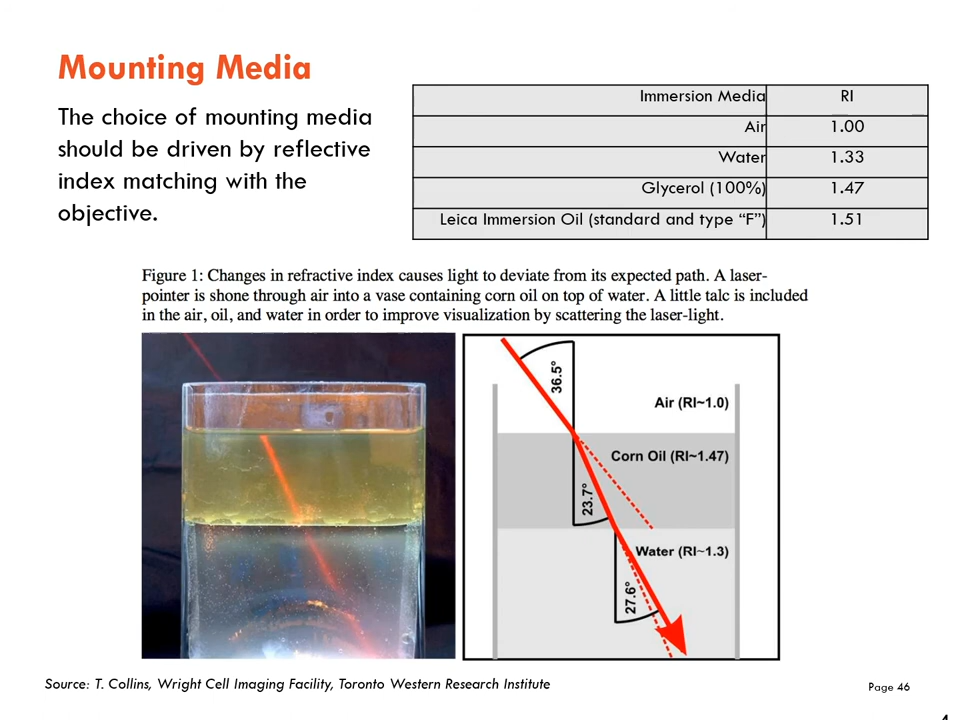 Mounting Media
The choice of mounting media
should be driven by reflective
index matching with the
objective.
Immersion Media RI
Air 1.00
Water 1.33
Glycerol (100%) 1.47
Leica Immersion Oil (standard and type “F”) 1.51
Figure 1: Changes in refractive index causes light to deviate from its expected path. A laser-
pointer is shone through air into a vase containing corn oil on top of water. A little talc is included
in the air, oil, and water in order to improve visualization by scattering the laser-light.
36.5°
Air (RI~1.0)
Corn Oil (RI~1.47)
23.7°
Water (RI~1.3)
27.6°
Source: T. Collins, Wright Cell Imaging Facility, Toronto Western Research Institute
Page 46